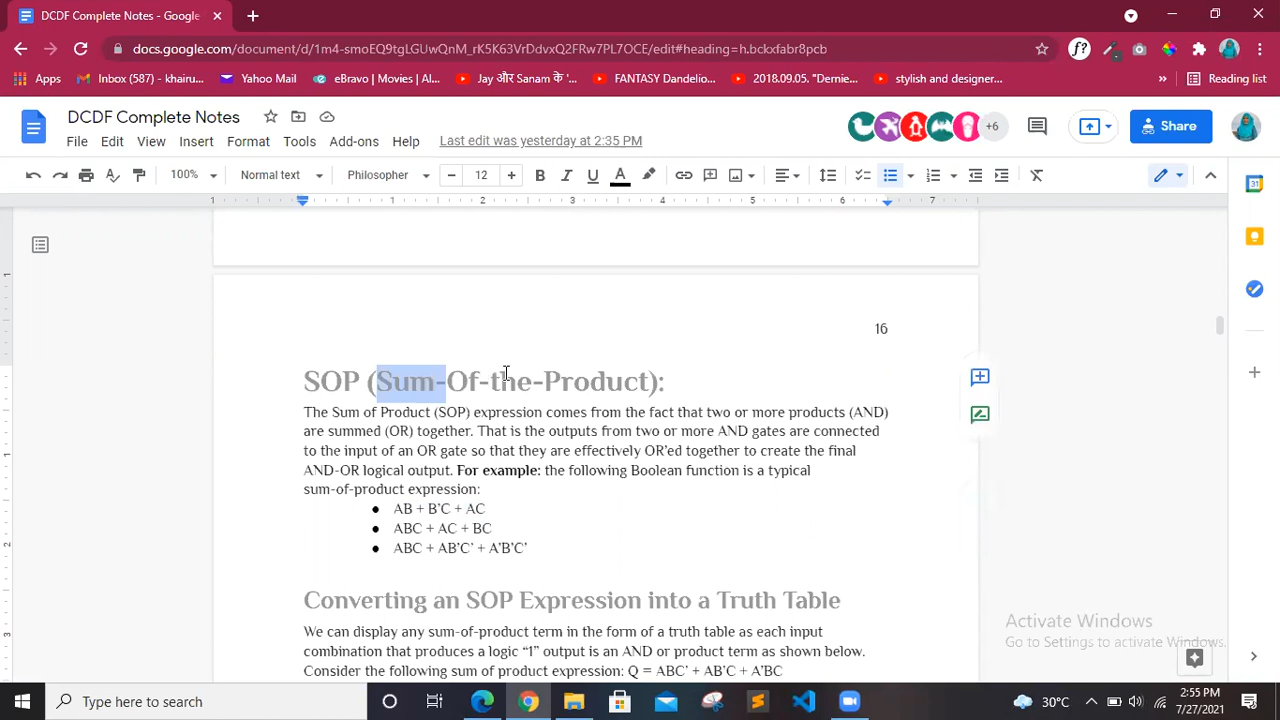 DCDF Complete Notes - Google
docs.google.com/document/d/1m4-smoEQ9tgLGUwQnM_rK5K63VrDdvxQ2FRw7PL7OCE/edit#heading=h.bckxfabr8pcb
f?
Apps Inbox (587) - khairu... Yahoo Mail eBravo | Movies | Al... Jay और Sanam के '... FANTASY Dandelio... 2018.09.05. "Dernie... stylish and designer... » Reading list
DCDF Complete Notes
+6 Share
File Edit View Insert Format Tools Add-ons Help Last edit was yesterday at 2:35 PM
100% Normal text Philosopher 12 B I U A
1 1 2 3 4 5 6 7
16
SOP (Sum-Of-the-Product):
The Sum of Product (SOP) expression comes from the fact that two or more products (AND)
are summed (OR) together. That is the outputs from two or more AND gates are connected
to the input of an OR gate so that they are effectively OR'ed together to create the final
AND-OR logical output. For example: the following Boolean function is a typical
sum-of-product expression:
● AB + B'C + AC
● ABC + AC + BC
● ABC + AB'C' + A'B'C'
Converting an SOP Expression into a Truth Table
We can display any sum-of-product term in the form of a truth table as each input
combination that produces a logic "1" output is an AND or product term as shown below.
Consider the following sum of product expression: Q = ABC' + AB'C + A'BC
Activate Windows
Go to Settings to activate Windows.
Type here to search
30°C
2:55 PM
7/27/2021